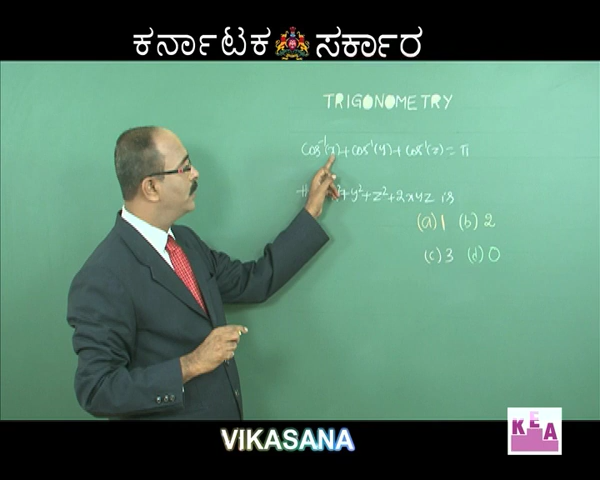 ಕರ್ನಾಟಕ ಸರ್ಕಾರ
TRIGONOMETRY
Cos⁻¹(x)+cos⁻¹(y)+cos⁻¹(z)=π
²+y²+z²+2xyz is
(a) 1 (b) 2
(c) 3 (d) 0
VIKASANA
KEA